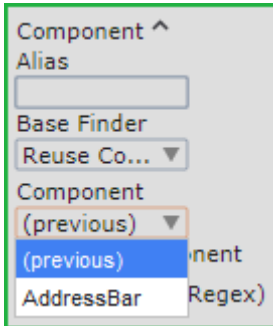 Component ^
Alias
Base Finder
Reuse Co... ▼
Component
(previous) ▼
(previous)
AddressBar
Regex)